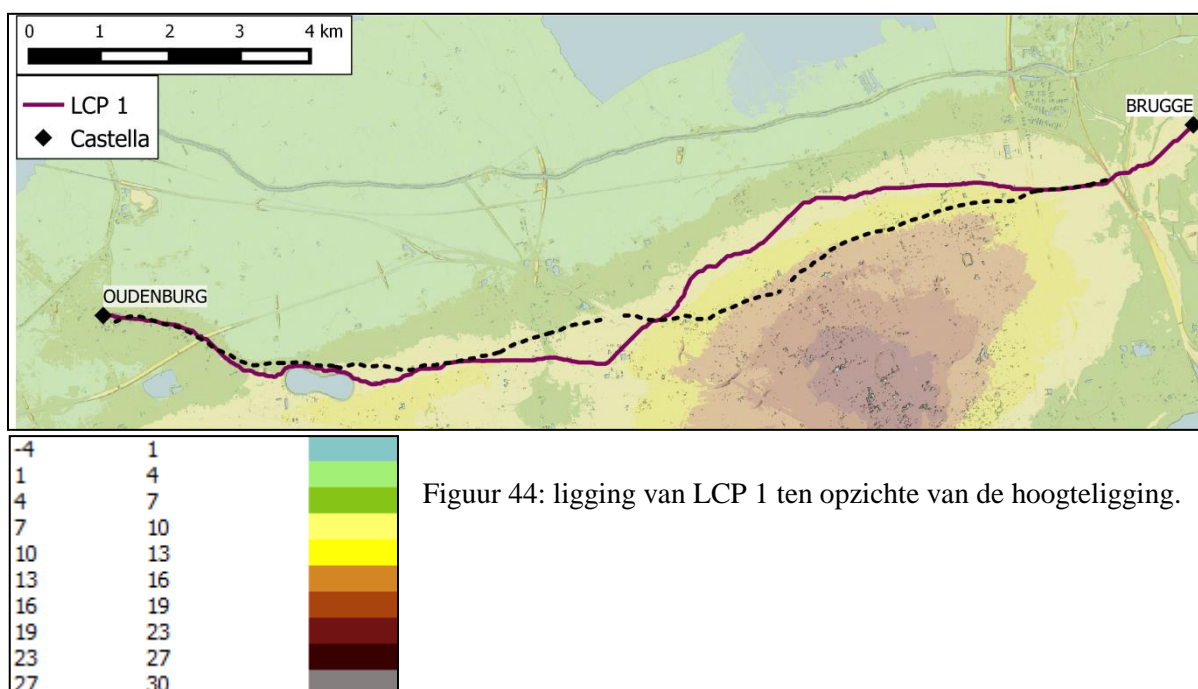 0 1 2 3 4 km
LCP 1
Castella
BRUGGE
OUDENBURG
-4 1
1 4
4 7
7 10
10 13
13 16
16 19
19 23
23 27
27 30
Figuur 44: ligging van LCP 1 ten opzichte van de hoogteligging.